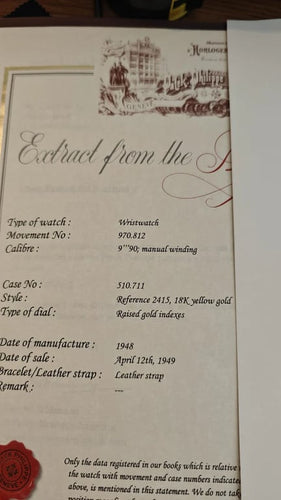 HORLOGER
Patek Philippe
GENÈVE
Extract from the A
Type of watch : Wristwatch
Movement No : 970.812
Calibre : 9'''90; manual winding
Case No : 510.711
Style : Reference 2415, 18K yellow gold
Type of dial : Raised gold indexes
Date of manufacture : 1948
Date of sale : April 12th, 1949
Bracelet/Leather strap : Leather strap
Remark : ---
Only the data registered in our books which is relative
the watch with movement and case numbers indicate
above, is mentioned in this statement. We do not tak